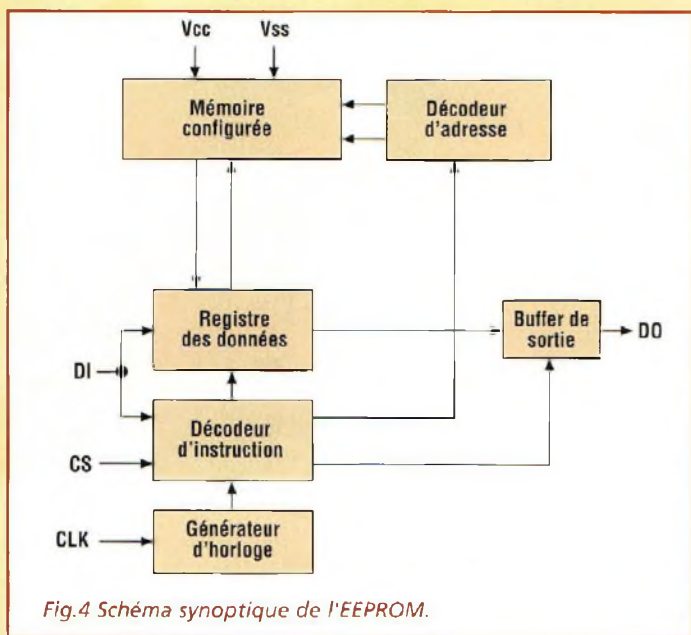 Vcc Vss
Mémoire
configurée
Décodeur
d'adresse
Registre
des données
Buffer de
sortie
DO
DI
Décodeur
d'instruction
CS
CLK
Générateur
d'horloge
Fig.4 Schéma synoptique de l'EEPROM.